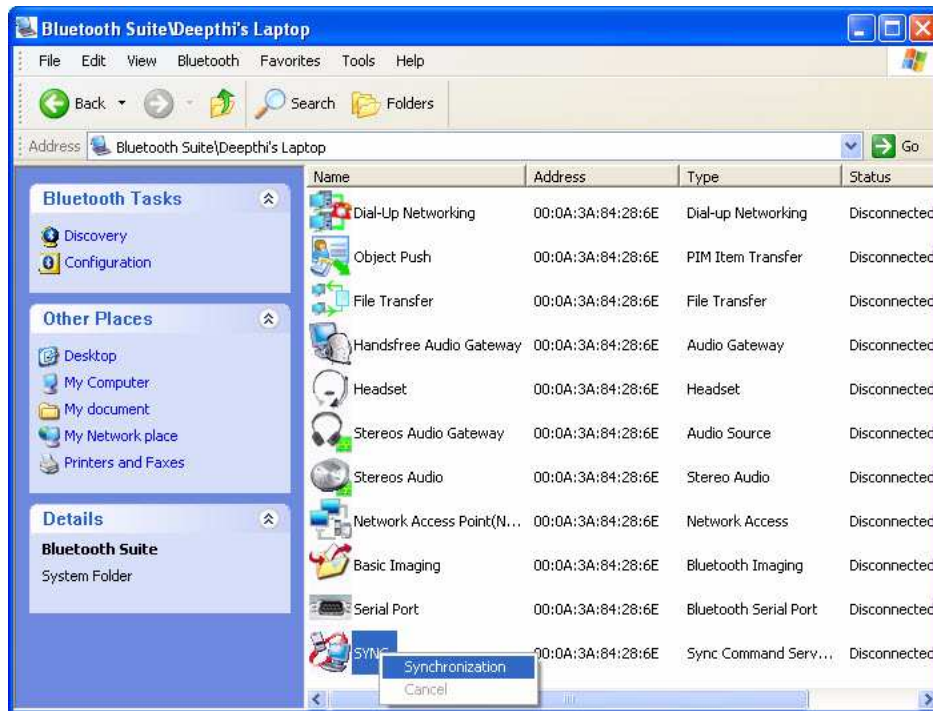 Bluetooth Suite\Deepthi's Laptop
File Edit View Bluetooth Favorites Tools Help
Back Search Folders
Address Bluetooth Suite\Deepthi's Laptop Go
Bluetooth Tasks
Discovery
Configuration
Other Places
Desktop
My Computer
My document
My Network place
Printers and Faxes
Details
Bluetooth Suite
System Folder
Name Address Type Status
Dial-Up Networking 00:0A:3A:84:28:6E Dial-up Networking Disconnected
Object Push 00:0A:3A:84:28:6E PIM Item Transfer Disconnected
File Transfer 00:0A:3A:84:28:6E File Transfer Disconnected
Handsfree Audio Gateway 00:0A:3A:84:28:6E Audio Gateway Disconnected
Headset 00:0A:3A:84:28:6E Headset Disconnected
Stereos Audio Gateway 00:0A:3A:84:28:6E Audio Source Disconnected
Stereos Audio 00:0A:3A:84:28:6E Stereo Audio Disconnected
Network Access Point(N... 00:0A:3A:84:28:6E Network Access Disconnected
Basic Imaging 00:0A:3A:84:28:6E Bluetooth Imaging Disconnected
Serial Port 00:0A:3A:84:28:6E Bluetooth Serial Port Disconnected
SYNC 00:0A:3A:84:28:6E Sync Command Serv... Disconnected
Synchronization
Cancel